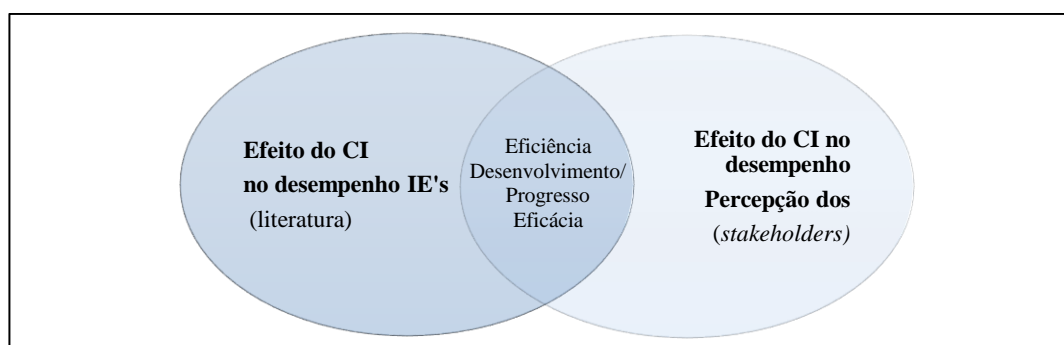 Efeito do CI
no desempenho IE's
(literatura)
Eficiência
Desenvolvimento/
Progresso
Eficácia
Efeito do CI no
desempenho
Percepção dos
(stakeholders)